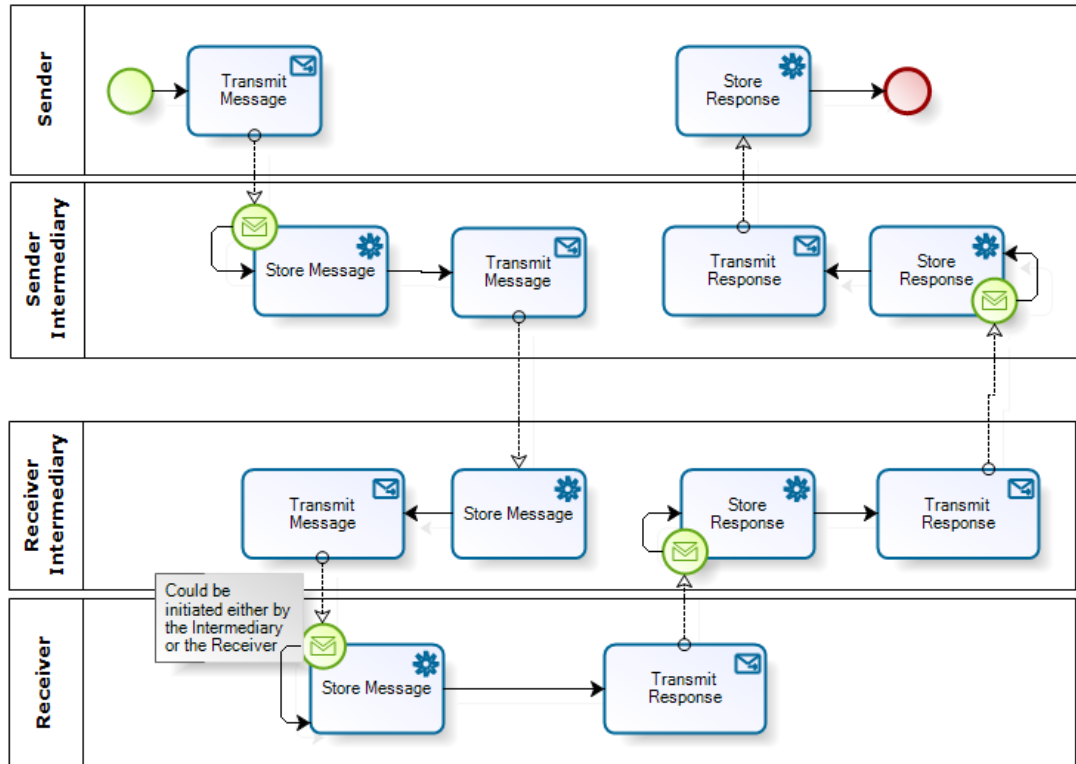 Sender
Transmit
Message
Store
Response
Sender
Intermediary
Store Message
Transmit
Message
Transmit
Response
Store
Response
Receiver
Intermediary
Transmit
Message
Store Message
Store
Response
Transmit
Response
Could be
initiated either by
the Intermediary
or the Receiver
Receiver
Store Message
Transmit
Response